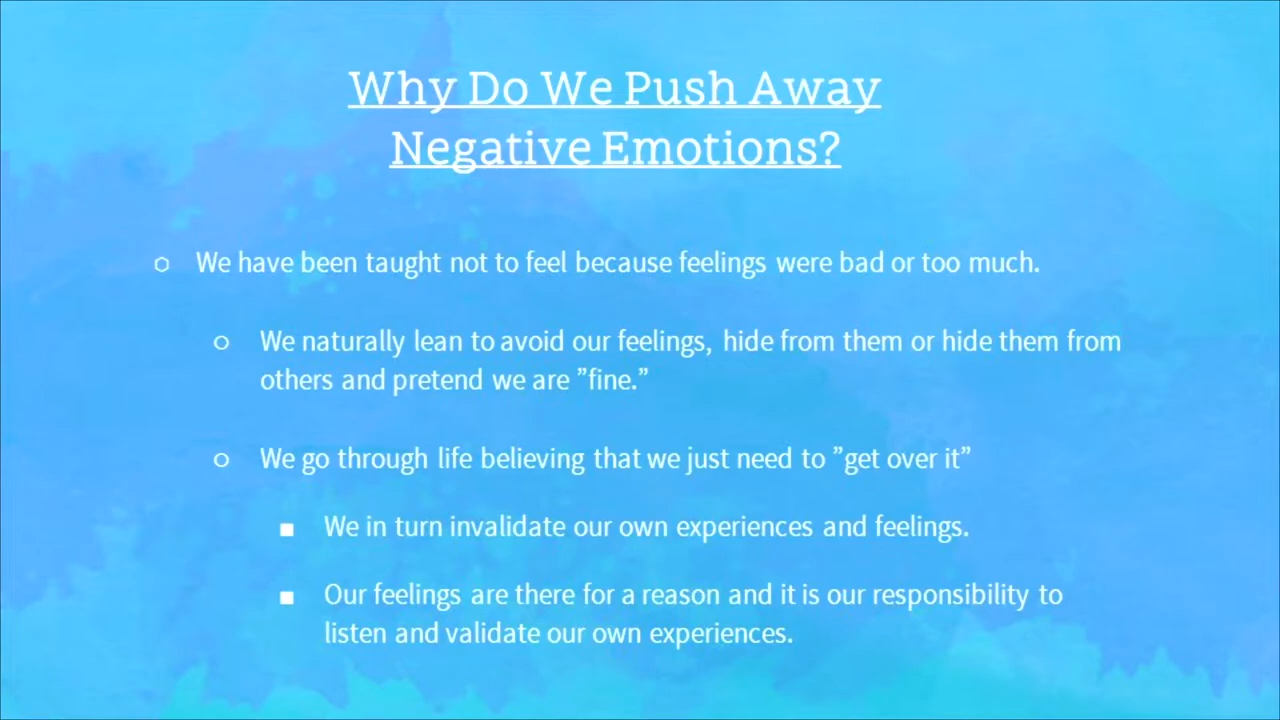 Why Do We Push Away
Negative Emotions?
We have been taught not to feel because feelings were bad or too much.
We naturally lean to avoid our feelings, hide from them or hide them from
others and pretend we are ”fine.”
We go through life believing that we just need to ”get over it”
We in turn invalidate our own experiences and feelings.
Our feelings are there for a reason and it is our responsibility to
listen and validate our own experiences.